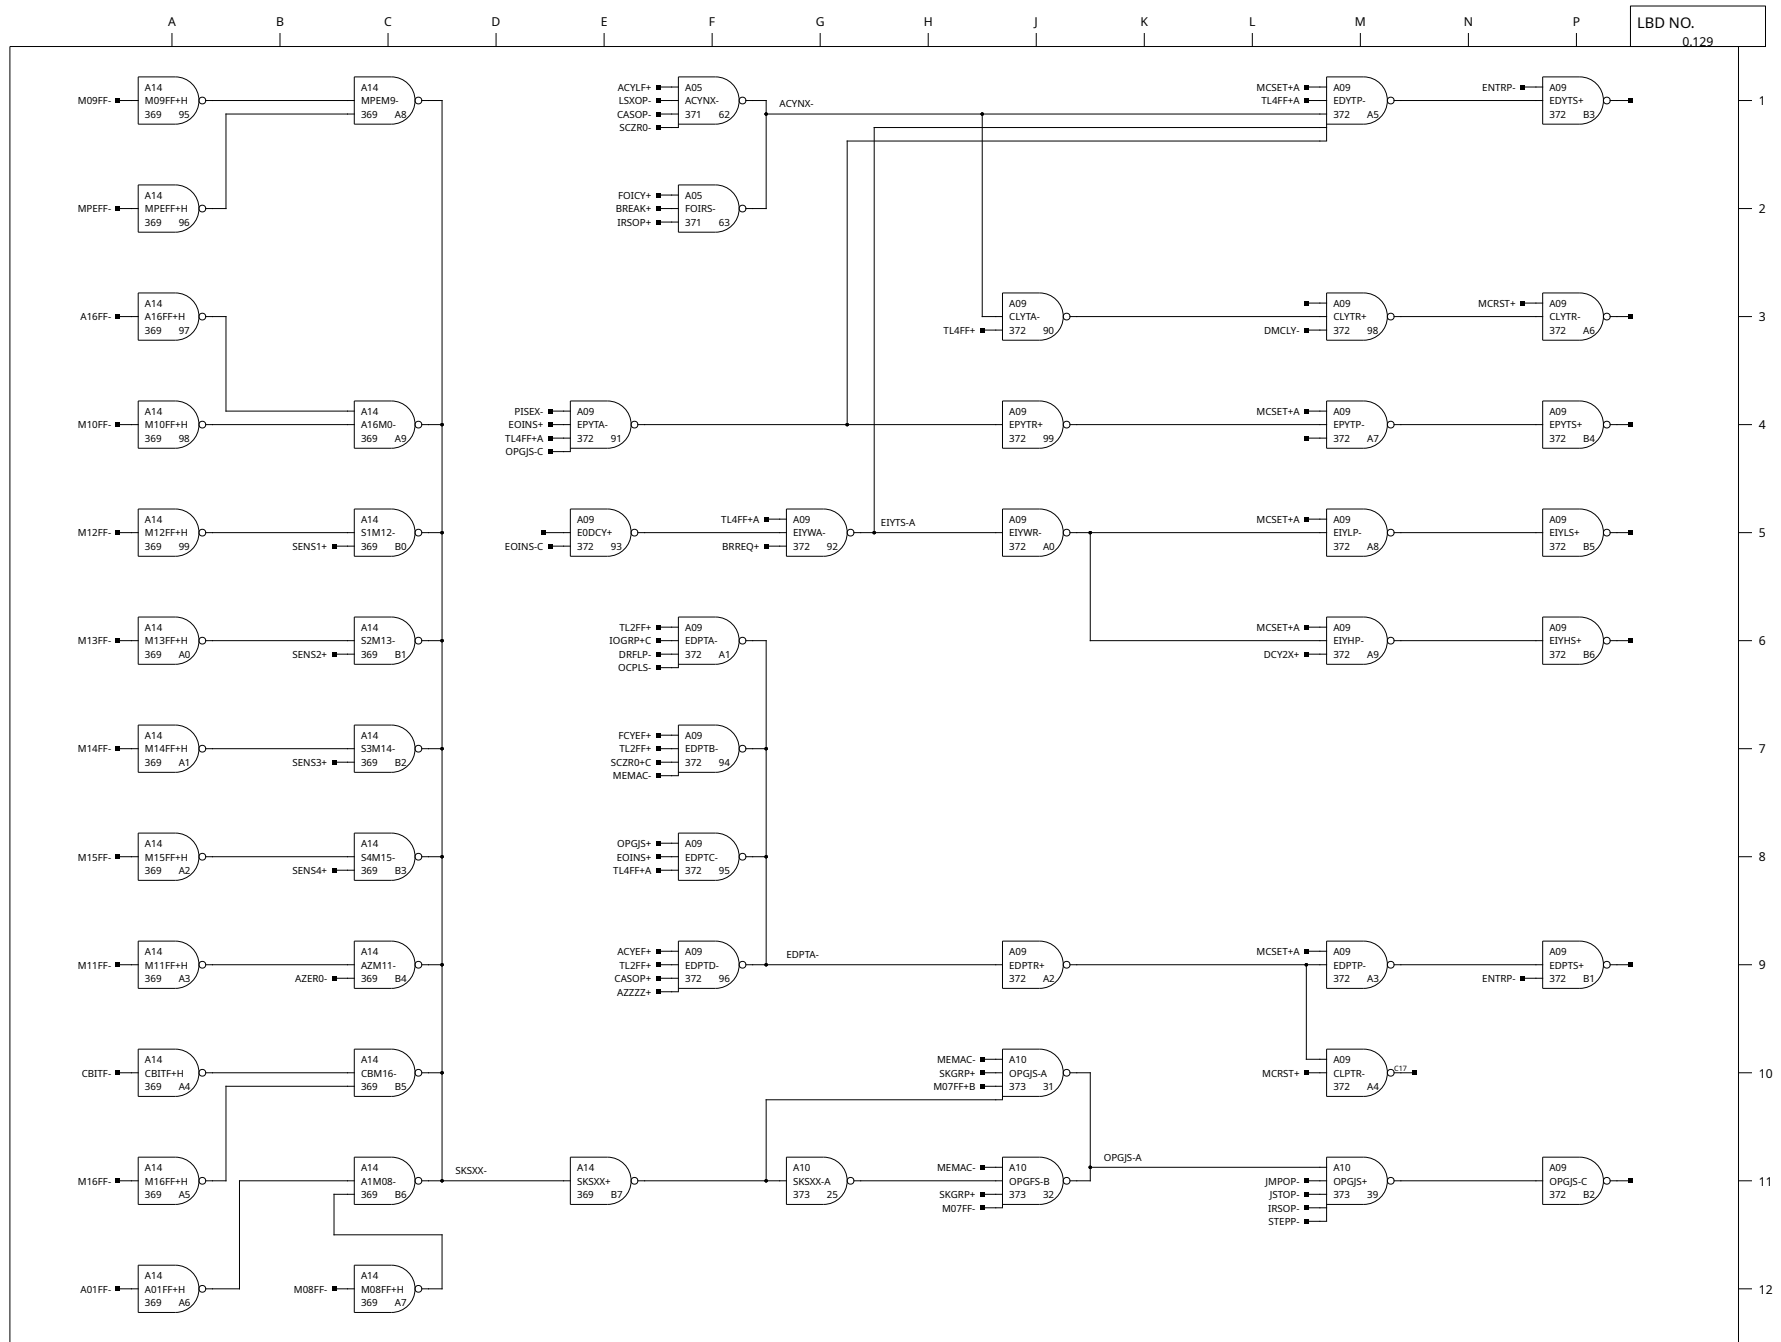 A B C D E F G H J K L M N P
LBD NO.
0.129
M09FF-
A14
M09FF+H
369 95
A14
MPEM9-
369 A8
ACYLF+
LSXOP-
CASOP-
SCZR0-
A05
ACYNX-
371 62
ACYNX-
MCSET+A
TL4FF+A
A09
EDYTP-
372 A5
ENTRP-
A09
EDYTS+
372 B3
1
MPEFF-
A14
MPEFF+H
369 96
FOICY+
BREAK+
IRSOP+
A05
FOIRS-
371 63
2
A16FF-
A14
A16FF+H
369 97
TL4FF+
A09
CLYTA-
372 90
DMCLY-
A09
CLYTR+
372 98
MCRST+
A09
CLYTR-
372 A6
3
M10FF-
A14
M10FF+H
369 98
A14
A16M0-
369 A9
PISEX-
EOINS+
TL4FF+A
OPGJS-C
A09
EPYTA-
372 91
A09
EPYTR+
372 99
MCSET+A
A09
EPYTP-
372 A7
A09
EPYTS+
372 B4
4
M12FF-
A14
M12FF+H
369 99
SENS1+
A14
S1M12-
369 B0
EOINS-C
A09
E0DCY+
372 93
TL4FF+A
BRREQ+
A09
EIYWA-
372 92
EIYTS-A
A09
EIYWR-
372 A0
MCSET+A
A09
EIYLP-
372 A8
A09
EIYLS+
372 B5
5
M13FF-
A14
M13FF+H
369 A0
SENS2+
A14
S2M13-
369 B1
TL2FF+
IOGRP+C
DRFLP-
OCPLS-
A09
EDPTA-
372 A1
MCSET+A
DCY2X+
A09
EIYHP-
372 A9
A09
EIYHS+
372 B6
6
M14FF-
A14
M14FF+H
369 A1
SENS3+
A14
S3M14-
369 B2
FCYEF+
TL2FF+
SCZR0+C
MEMAC-
A09
EDPTB-
372 94
7
M15FF-
A14
M15FF+H
369 A2
SENS4+
A14
S4M15-
369 B3
OPGJS+
EOINS+
TL4FF+A
A09
EDPTC-
372 95
8
M11FF-
A14
M11FF+H
369 A3
AZER0-
A14
AZM11-
369 B4
ACYEF+
TL2FF+
CASOP+
AZZZZ+
A09
EDPTD-
372 96
EDPTA-
A09
EDPTR+
372 A2
MCSET+A
A09
EDPTP-
372 A3
ENTRP-
A09
EDPTS+
372 B1
9
CBITF-
A14
CBITF+H
369 A4
A14
CBM16-
369 B5
MEMAC-
SKGRP+
M07FF+B
A10
OPGJS-A
373 31
MCRST+
A09
CLPTR-
372 A4
C17
10
M16FF-
A14
M16FF+H
369 A5
A14
A1M08-
369 B6
SKSXX-
A14
SKSXX+
369 B7
A10
SKSXX-A
373 25
MEMAC-
SKGRP+
M07FF-
A10
OPGFS-B
373 32
OPGJS-A
JMPOP-
JSTOP-
IRSOP-
STEPP-
A10
OPGJS+
373 39
A09
OPGJS-C
372 B2
11
A01FF-
A14
A01FF+H
369 A6
M08FF-
A14
M08FF+H
369 A7
12